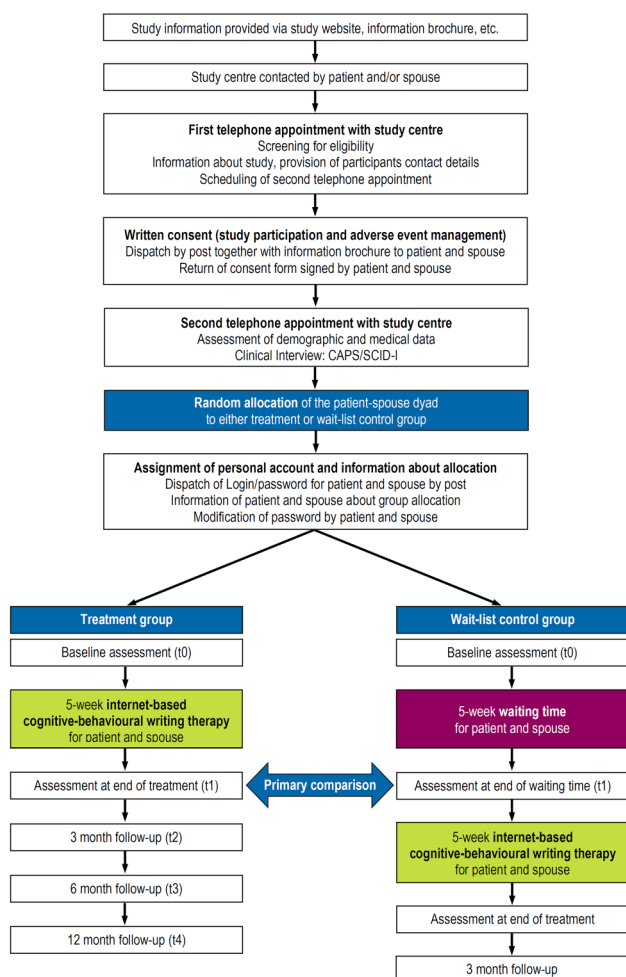 Study information provided via study website, information brochure, etc.
Study centre contacted by patient and/or spouse
First telephone appointment with study centre
Screening for eligibility
Information about study, provision of participants contact details
Scheduling of second telephone appointment
Written consent (study participation and adverse event management)
Dispatch by post together with information brochure to patient and spouse
Return of consent form signed by patient and spouse
Second telephone appointment with study centre
Assessment of demographic and medical data
Clinical Interview: CAPS/SCID-I
Random allocation of the patient-spouse dyad
to either treatment or wait-list control group
Assignment of personal account and information about allocation
Dispatch of Login/password for patient and spouse by post
Information of patient and spouse about group allocation
Modification of password by patient and spouse
Treatment group
Baseline assessment (t0)
5-week internet-based
cognitive-behavioural writing therapy
for patient and spouse
Assessment at end of treatment (t1)
3 month follow-up (t2)
6 month follow-up (t3)
12 month follow-up (t4)
Primary comparison
Wait-list control group
Baseline assessment (t0)
5-week waiting time
for patient and spouse
Assessment at end of waiting time (t1)
5-week internet-based
cognitive-behavioural writing therapy
for patient and spouse
Assessment at end of treatment
3 month follow-up